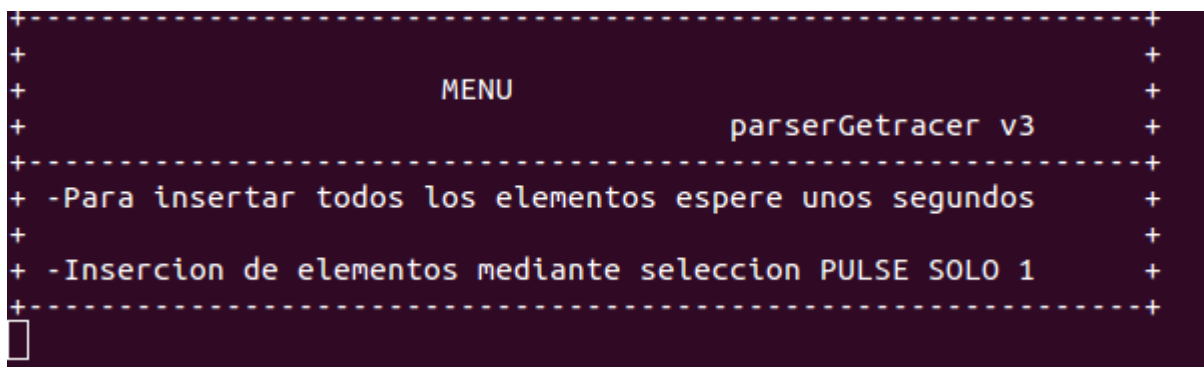 +---------------------------------------------------------------+
+ +
+ MENU +
+ parserGetracer v3 +
+---------------------------------------------------------------+
+ -Para insertar todos los elementos espere unos segundos +
+ +
+ -Insercion de elementos mediante seleccion PULSE SOLO 1 +
+---------------------------------------------------------------+